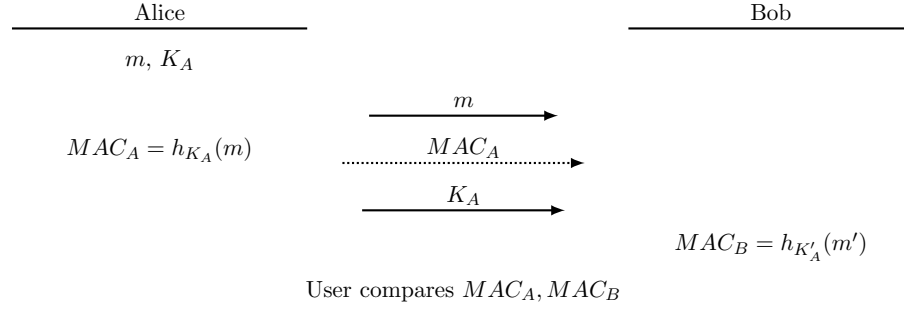 Alice Bob
m, K_A
m
MAC_A = h_{K_A}(m) MAC_A
K_A
MAC_B = h_{K'_A}(m')
User compares MAC_A, MAC_B